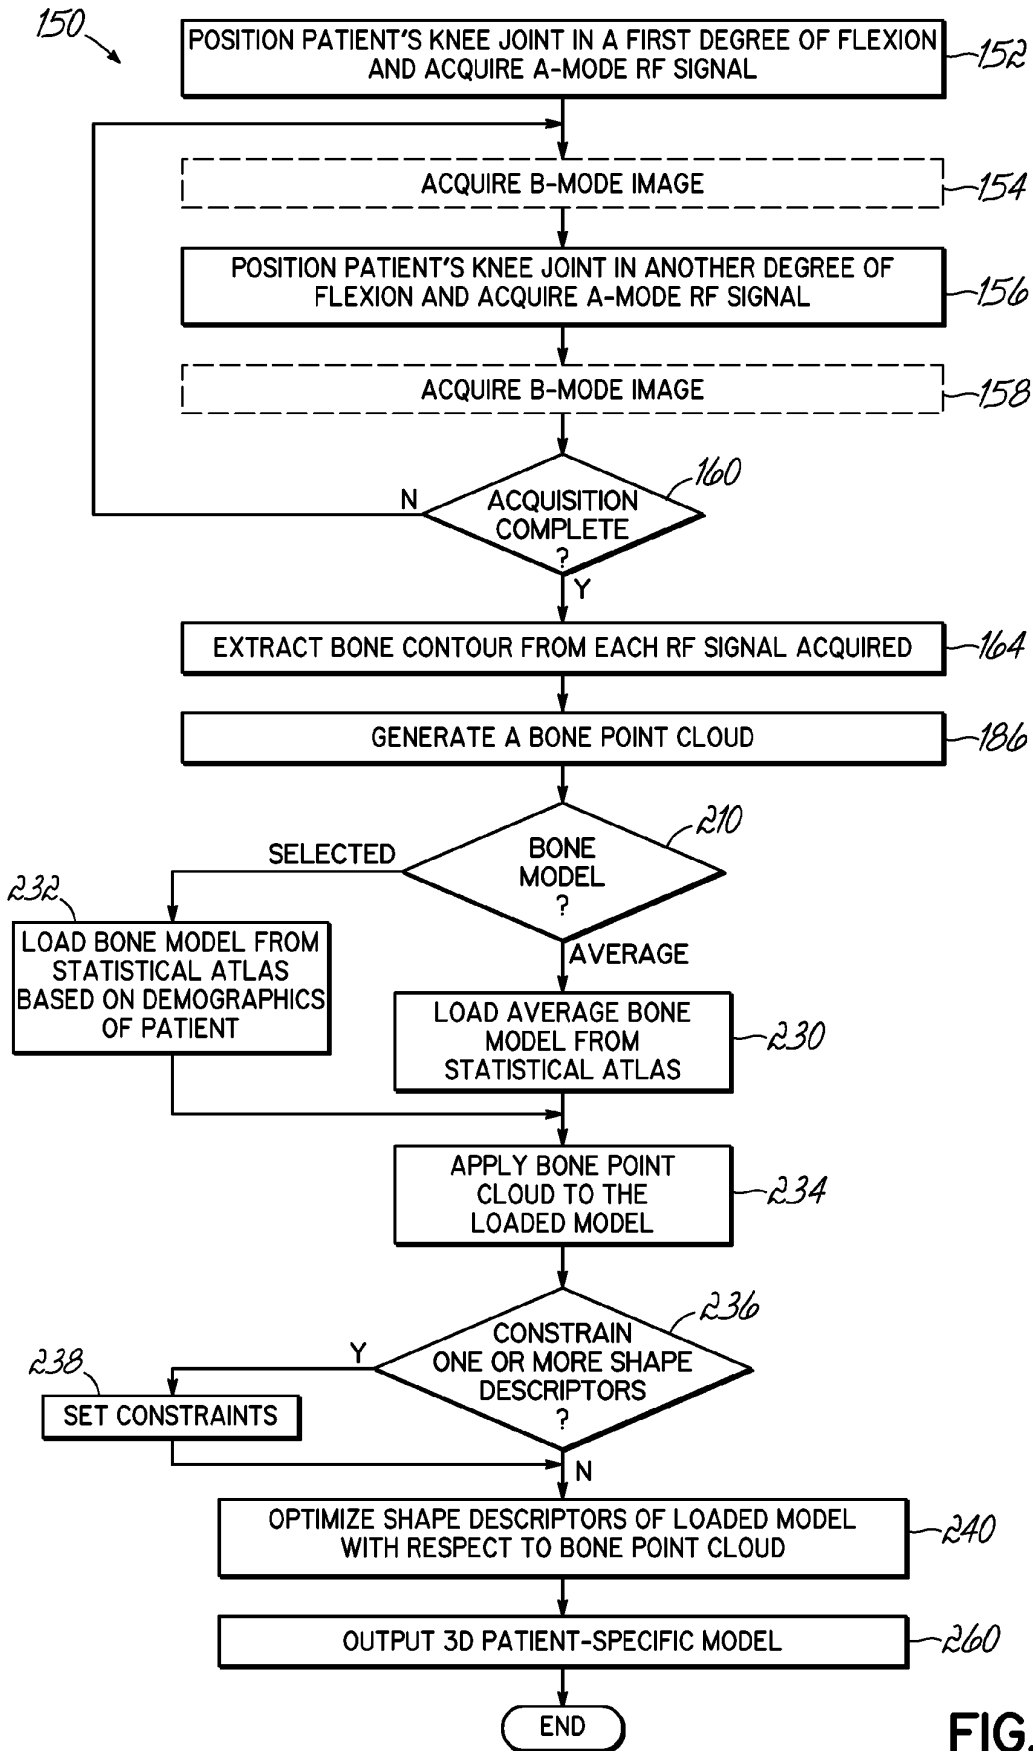 150
POSITION PATIENT'S KNEE JOINT IN A FIRST DEGREE OF FLEXION
AND ACQUIRE A-MODE RF SIGNAL
152
ACQUIRE B-MODE IMAGE
154
POSITION PATIENT'S KNEE JOINT IN ANOTHER DEGREE OF
FLEXION AND ACQUIRE A-MODE RF SIGNAL
156
ACQUIRE B-MODE IMAGE
158
160
N
ACQUISITION
COMPLETE
?
Y
EXTRACT BONE CONTOUR FROM EACH RF SIGNAL ACQUIRED
164
GENERATE A BONE POINT CLOUD
186
210
SELECTED
BONE
MODEL
?
232
AVERAGE
LOAD BONE MODEL FROM
STATISTICAL ATLAS
BASED ON DEMOGRAPHICS
OF PATIENT
LOAD AVERAGE BONE
MODEL FROM
STATISTICAL ATLAS
230
APPLY BONE POINT
CLOUD TO THE
LOADED MODEL
234
236
Y
CONSTRAIN
ONE OR MORE SHAPE
DESCRIPTORS
?
238
SET CONSTRAINTS
N
OPTIMIZE SHAPE DESCRIPTORS OF LOADED MODEL
WITH RESPECT TO BONE POINT CLOUD
240
OUTPUT 3D PATIENT-SPECIFIC MODEL
260
END
FIG.